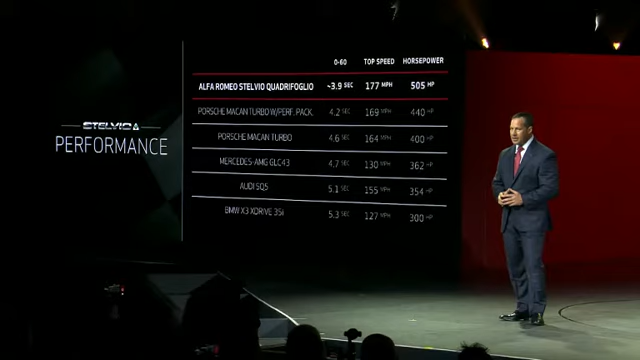 STELVIO
PERFORMANCE
0-60 TOP SPEED HORSEPOWER
ALFA ROMEO STELVIO QUADRIFOGLIO ~3.9 SEC 177 MPH 505 HP
PORSCHE MACAN TURBO W/PERF. PACK. 4.2 SEC 169 MPH 440 HP
PORSCHE MACAN TURBO 4.6 SEC 164 MPH 400 HP
MERCEDES-AMG GLC43 4.7 SEC 130 MPH 362 HP
AUDI SQ5 5.1 SEC 155 MPH 354 HP
BMW X3 XDRIVE 35I 5.3 SEC 127 MPH 300 HP